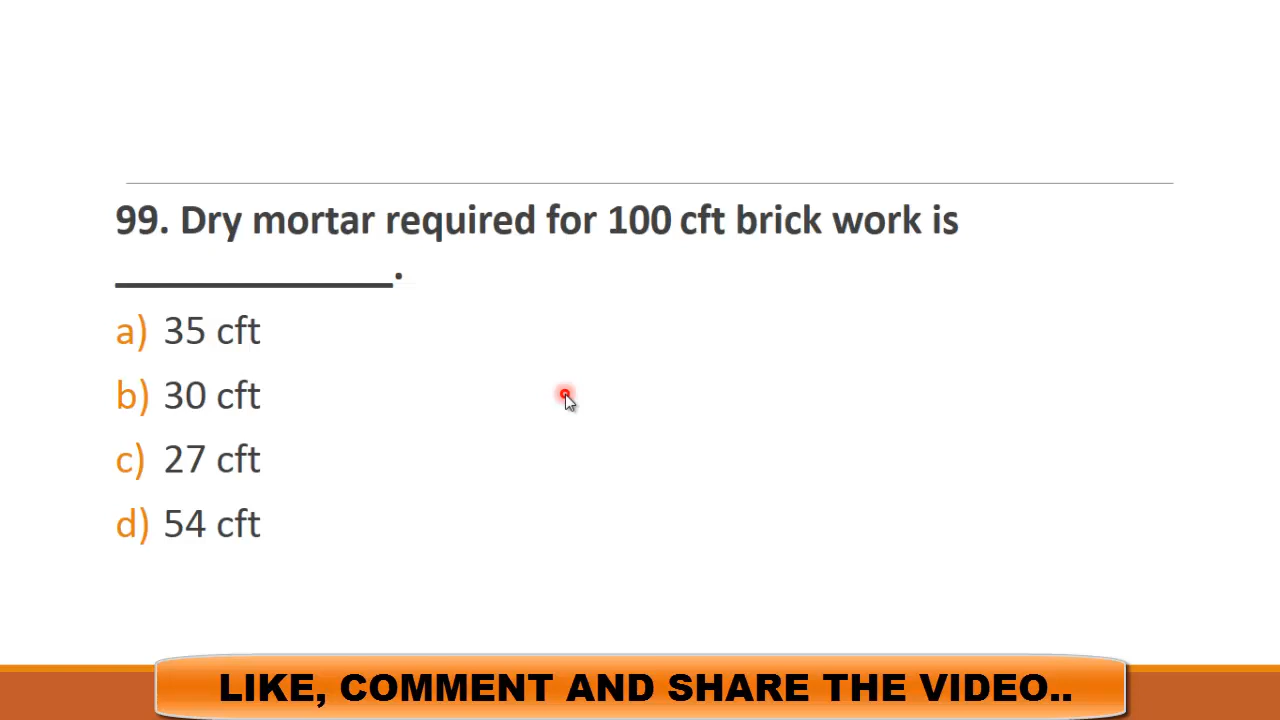 99. Dry mortar required for 100 cft brick work is
____________.
a) 35 cft
b) 30 cft
c) 27 cft
d) 54 cft
LIKE, COMMENT AND SHARE THE VIDEO..